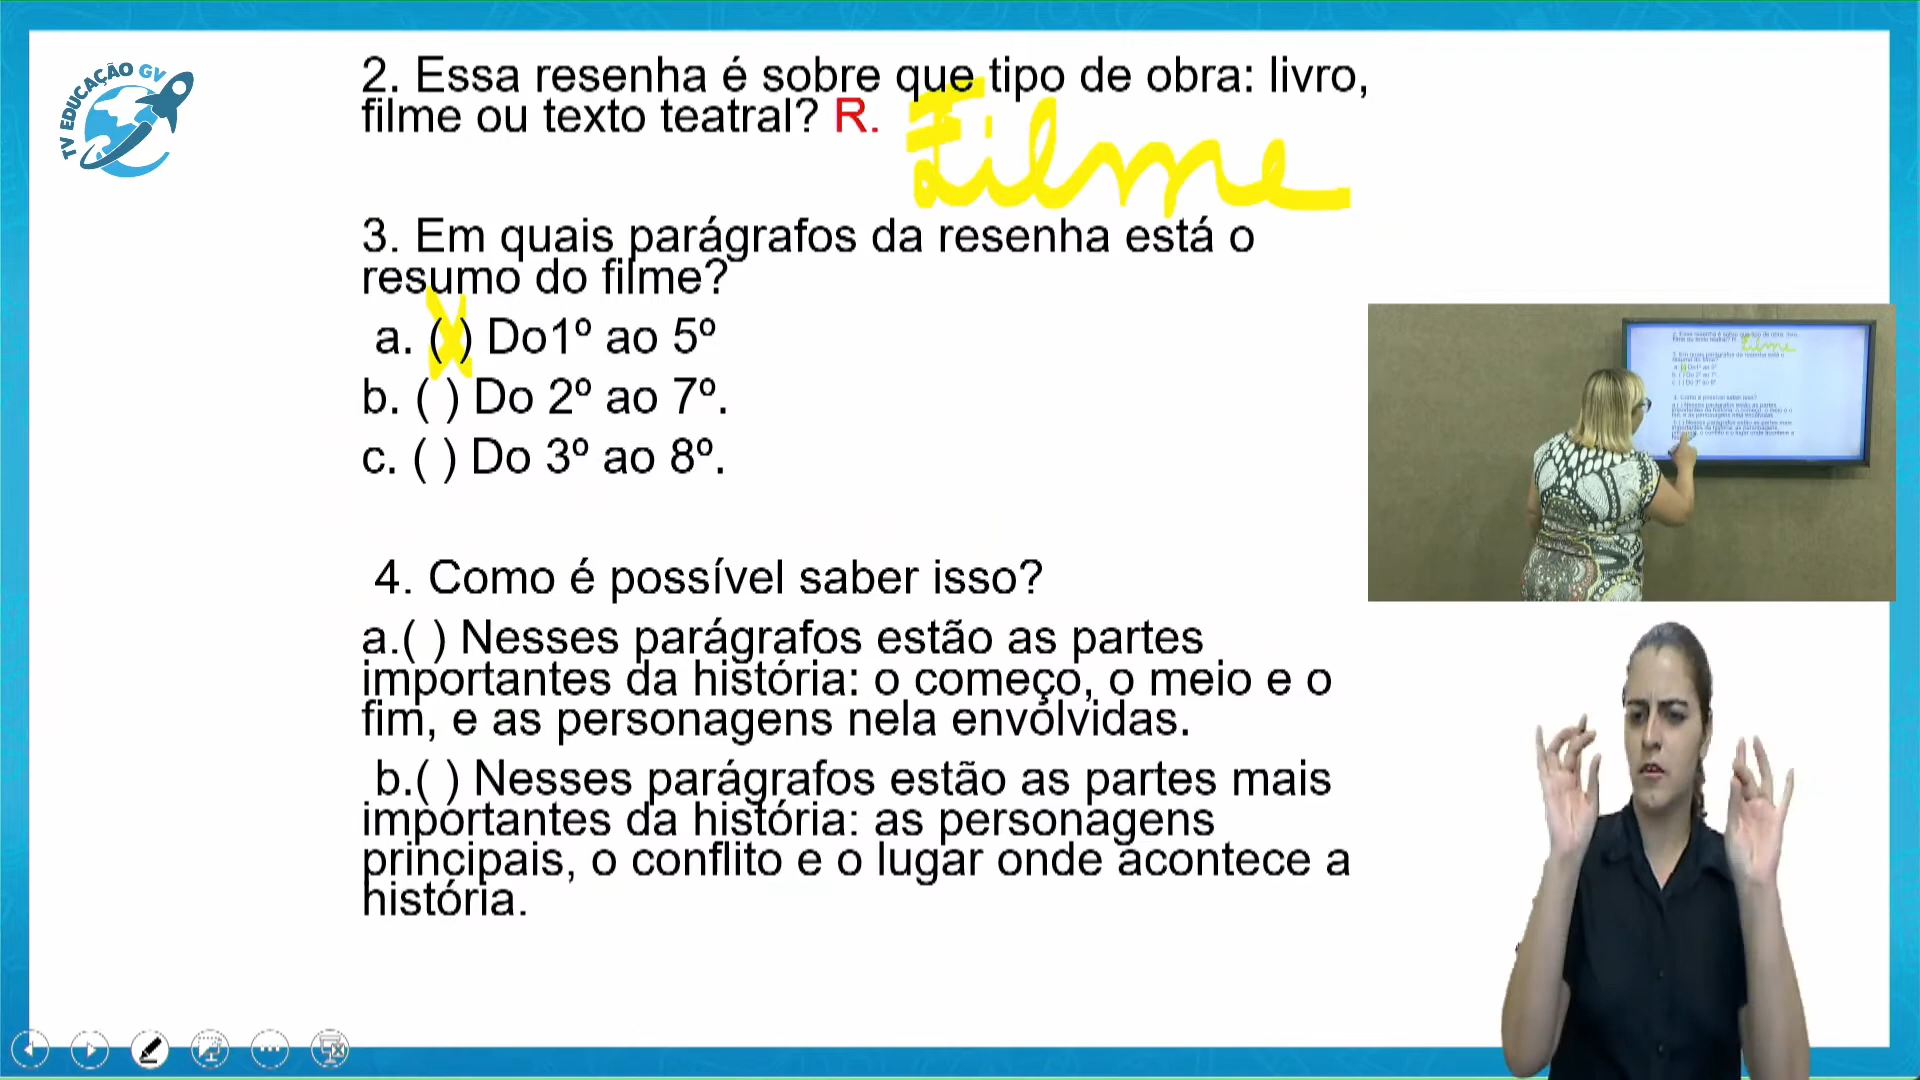 TV EDUCAÇÃO GV
2. Essa resenha é sobre que tipo de obra: livro,
filme ou texto teatral? R. Filme
3. Em quais parágrafos da resenha está o
resumo do filme?
a. (X) Do1º ao 5º
b. ( ) Do 2º ao 7º.
c. ( ) Do 3º ao 8º.
4. Como é possível saber isso?
a.( ) Nesses parágrafos estão as partes
importantes da história: o começo, o meio e o
fim, e as personagens nela envolvidas.
b.( ) Nesses parágrafos estão as partes mais
importantes da história: as personagens
principais, o conflito e o lugar onde acontece a
história.